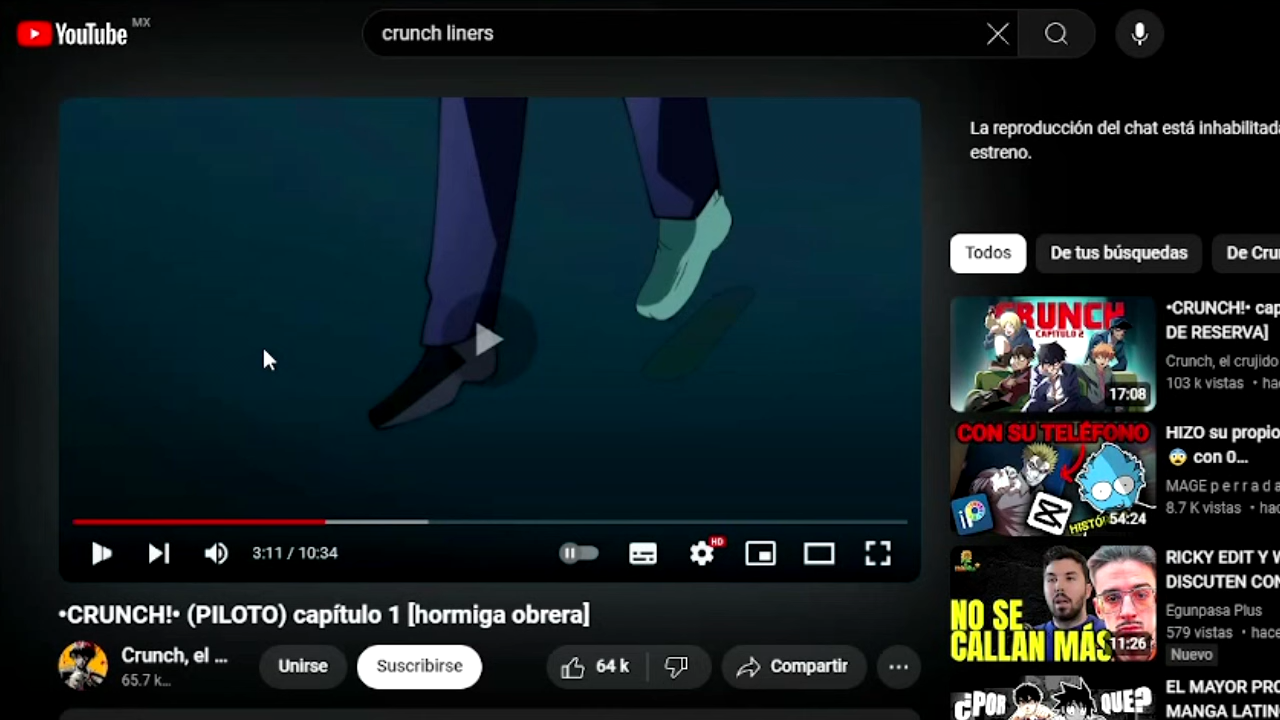 YouTube MX
crunch liners
La reproducción del chat está inhabilitada
estreno.
Todos
De tus búsquedas
De Cru
CRUNCH
CAPITULO 2
17:08
•CRUNCH!• cap
DE RESERVA]
Crunch, el crujido
103 k vistas • hac
CON SU TELÉFONO
HISTÓ
54:24
HIZO su propio
😨 con 0...
MAGE p e r r a d a
8.7 K vistas • hac
NO SE
CALLAN MÁS
11:26
RICKY EDIT Y W
DISCUTEN CON
Egunpasa Plus
579 vistas • hace
Nuevo
¿POR QUE?
EL MAYOR PRO
MANGA LATIN
3:11 / 10:34
HD
•CRUNCH!• (PILOTO) capítulo 1 [hormiga obrera]
Crunch, el ...
65.7 k...
Unirse
Suscribirse
64 k
Compartir